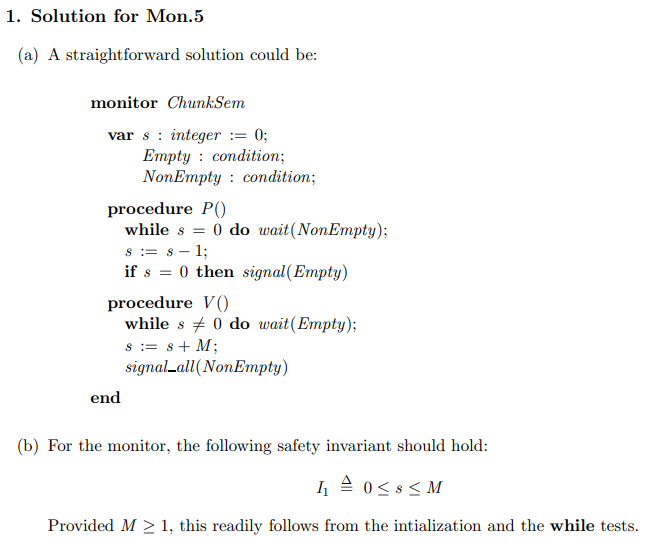 1. Solution for Mon.5
(a) A straightforward solution could be:
monitor ChunkSem
var s : integer := 0;
Empty : condition;
NonEmpty : condition;
procedure P()
while s = 0 do wait(NonEmpty);
s := s − 1;
if s = 0 then signal(Empty)
procedure V()
while s ≠ 0 do wait(Empty);
s := s + M;
signal_all(NonEmpty)
end
(b) For the monitor, the following safety invariant should hold:
I₁ ≜ 0 ≤ s ≤ M
Provided M ≥ 1, this readily follows from the intialization and the while tests.